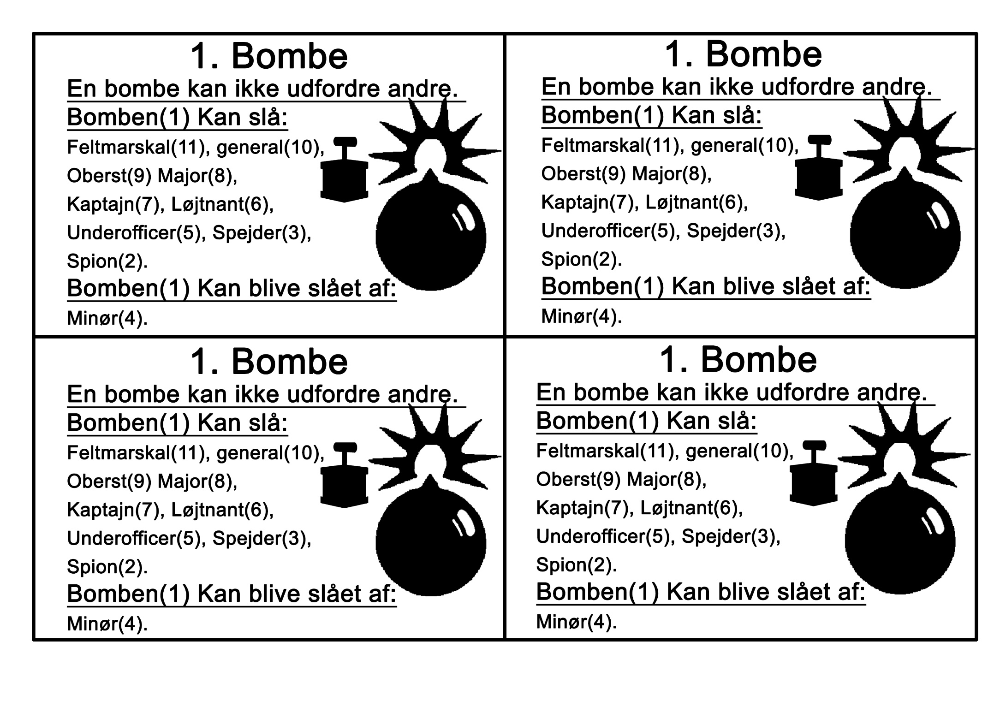 1. Bombe
En bombe kan ikke udfordre andre.
Bomben(1) Kan slå:
Feltmarskal(11), general(10),
Oberst(9) Major(8),
Kaptajn(7), Løjtnant(6),
Underofficer(5), Spejder(3),
Spion(2).
Bomben(1) Kan blive slået af:
Minør(4).
1. Bombe
En bombe kan ikke udfordre andre.
Bomben(1) Kan slå:
Feltmarskal(11), general(10),
Oberst(9) Major(8),
Kaptajn(7), Løjtnant(6),
Underofficer(5), Spejder(3),
Spion(2).
Bomben(1) Kan blive slået af:
Minør(4).
1. Bombe
En bombe kan ikke udfordre andre.
Bomben(1) Kan slå:
Feltmarskal(11), general(10),
Oberst(9) Major(8),
Kaptajn(7), Løjtnant(6),
Underofficer(5), Spejder(3),
Spion(2).
Bomben(1) Kan blive slået af:
Minør(4).
1. Bombe
En bombe kan ikke udfordre andre.
Bomben(1) Kan slå:
Feltmarskal(11), general(10),
Oberst(9) Major(8),
Kaptajn(7), Løjtnant(6),
Underofficer(5), Spejder(3),
Spion(2).
Bomben(1) Kan blive slået af:
Minør(4).